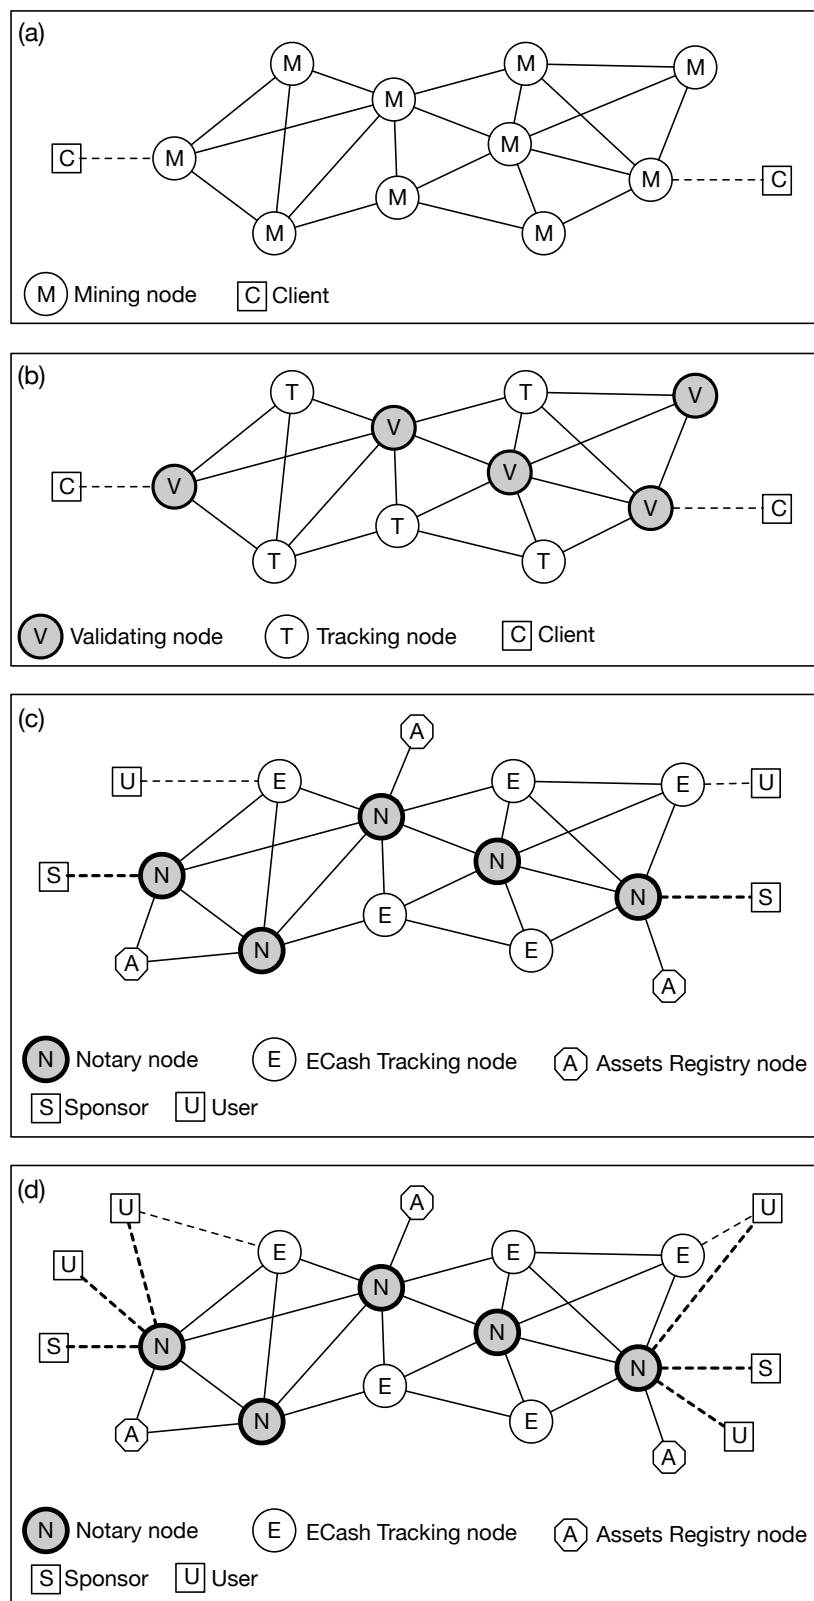 (a)
M
M
M
M
M
C
M
M
C
M
M
M
M Mining node C Client
(b)
T
T
V
V
V
C
V
V
C
T
T
T
V Validating node T Tracking node C Client
(c)
A
U
E
E
E
U
N
N
S
N
N
S
E
N
E
A
A
N Notary node E ECash Tracking node A Assets Registry node
S Sponsor U User
(d)
U
A
U
E
E
E
U
N
N
S
N
N
S
E
N
E
U
A
A
N Notary node E ECash Tracking node A Assets Registry node
S Sponsor U User